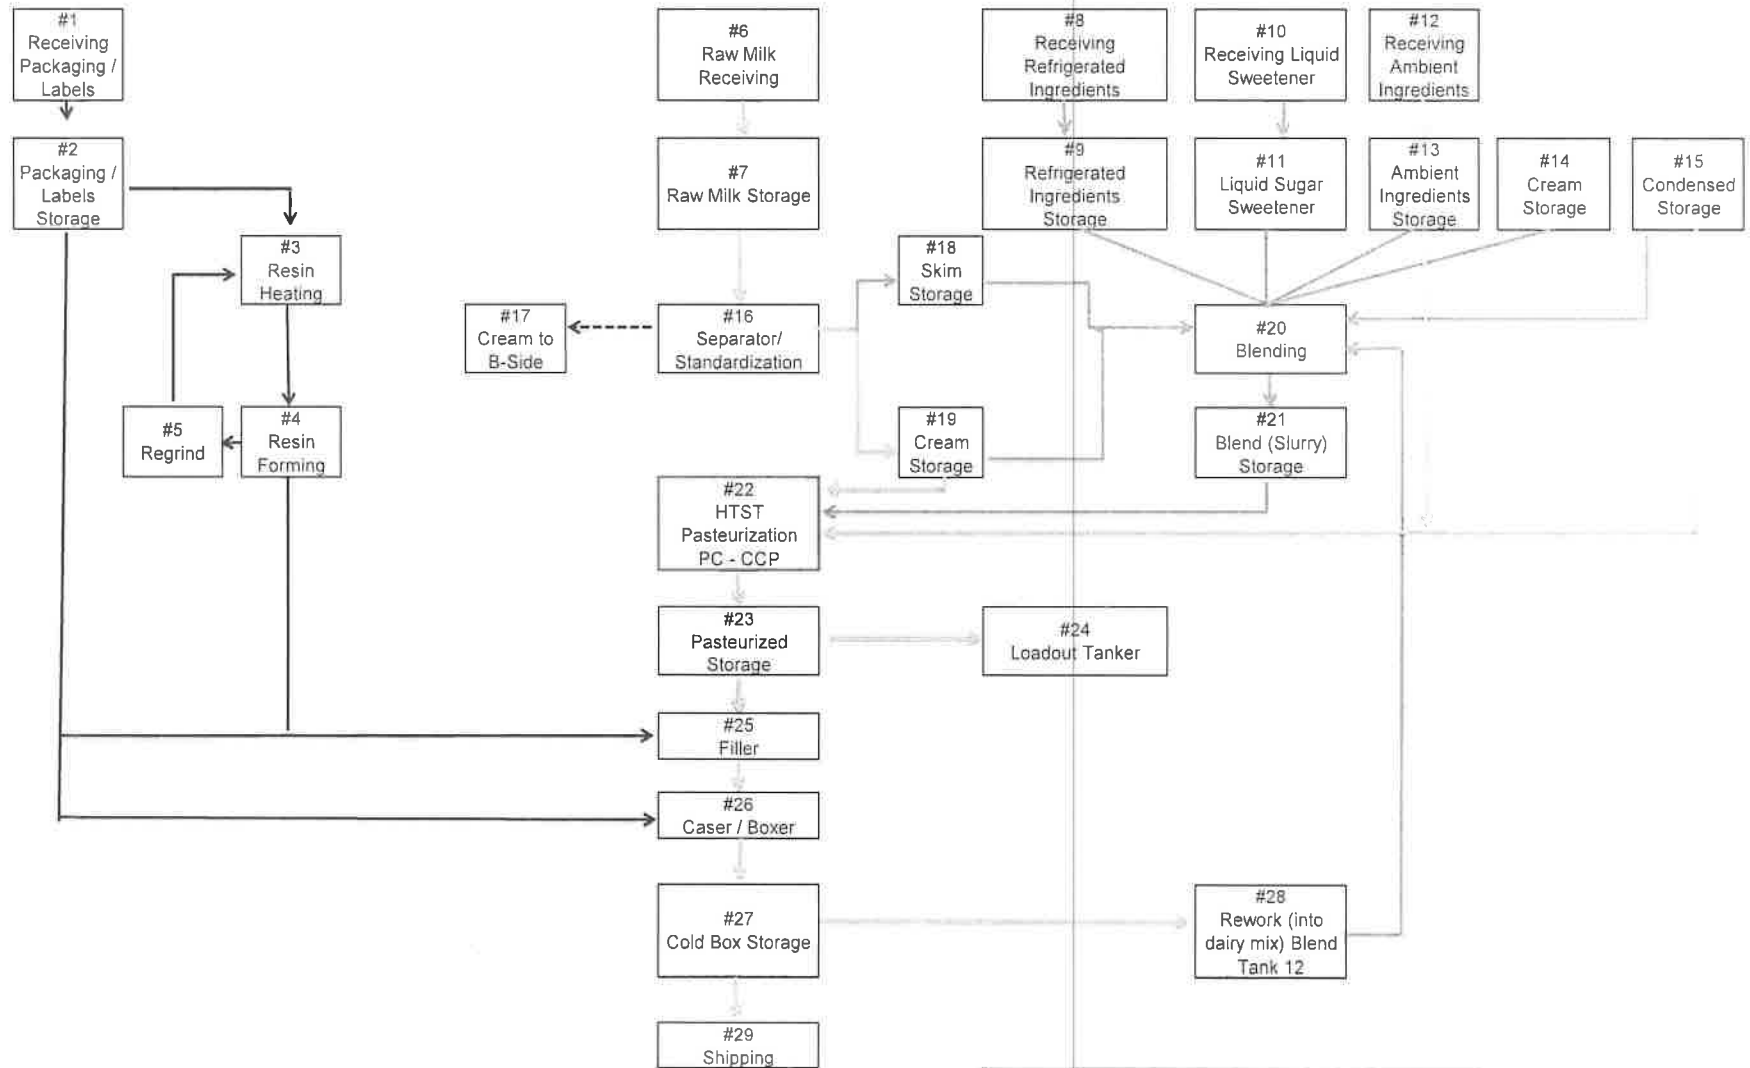 #1
Receiving
Packaging /
Labels
#6
Raw Milk
Receiving
#8
Receiving
Refrigerated
Ingredients
#10
Receiving Liquid
Sweetener
#12
Receiving
Ambient
Ingredients
#2
Packaging /
Labels
Storage
#7
Raw Milk Storage
#9
Refrigerated
Ingredients
Storage
#11
Liquid Sugar
Sweetener
#13
Ambient
Ingredients
Storage
#14
Cream
Storage
#15
Condensed
Storage
#3
Resin
Heating
#18
Skim
Storage
#17
Cream to
B-Side
#16
Separator/
Standardization
#20
Blending
#5
Regrind
#4
Resin
Forming
#19
Cream
Storage
#21
Blend (Slurry)
Storage
#22
HTST
Pasteurization
PC - CCP
#23
Pasteurized
Storage
#24
Loadout Tanker
#25
Filler
#26
Caser / Boxer
#27
Cold Box Storage
#28
Rework (into
dairy mix) Blend
Tank 12
#29
Shipping